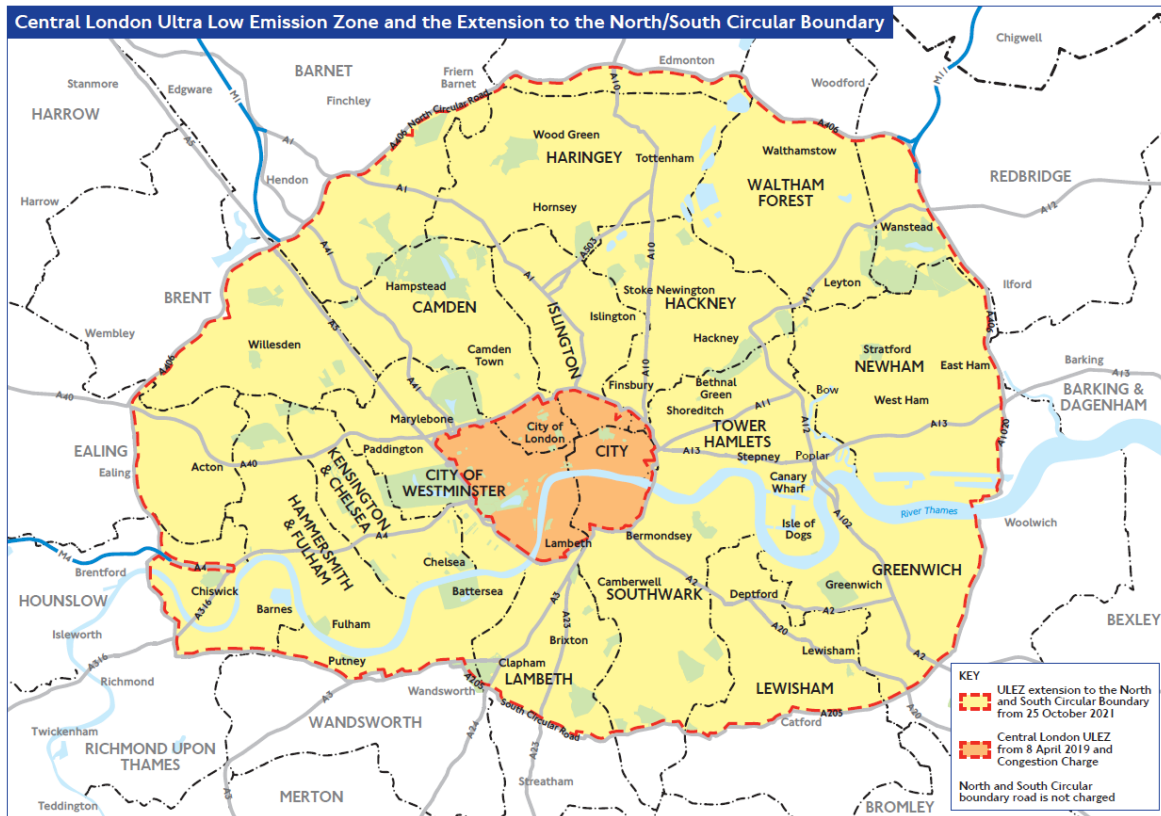 Central London Ultra Low Emission Zone and the Extension to the North/South Circular Boundary
Chigwell
Edmonton
Friern
Barnet
BARNET
Stanmore
Edgware
Finchley
Woodford
M11
M1
A10
HARROW
A5
A1
A406 North Circular Road
A406
Wood Green
HARINGEY
Tottenham
Walthamstow
WALTHAM
FOREST
REDBRIDGE
Hendon
A1
Harrow
Hornsey
A12
Wanstead
A41
A503
A10
A1
Leyton
A12
Ilford
Hampstead
CAMDEN
Stoke Newington
HACKNEY
BRENT
ISLINGTON
Islington
A406
Wembley
A5
Willesden
Hackney
Stratford
NEWHAM
Camden
Town
A10
East Ham
Barking
A13
A406
A41
Finsbury
Bethnal
Green
Bow
BARKING &
DAGENHAM
A40
Marylebone
Shoreditch
A11
West Ham
City of
London
TOWER
HAMLETS
A12
A13
A1020
EALING
Ealing
Paddington
CITY
A13
Stepney
Poplar
Acton
A40
KENSINGTON
& CHELSEA
CITY OF
WESTMINSTER
Canary
Wharf
HAMMERSMITH
& FULHAM
A102
River Thames
Woolwich
Isle of
Dogs
A4
Lambeth
Bermondsey
M4
A4
Brentford
Chelsea
GREENWICH
HOUNSLOW
Chiswick
Battersea
Camberwell
SOUTHWARK
A2
Deptford
Greenwich
A316
Barnes
A3
A23
A2
BEXLEY
Fulham
A20
Isleworth
Brixton
Lewisham
A316
Putney
Clapham
LAMBETH
A2
Richmond
A3
Wandsworth
A205
LEWISHAM
South Circular Road
A205
Catford
A20
WANDSWORTH
Twickenham
A24
A23
RICHMOND UPON
THAMES
A3
Streatham
MERTON
Teddington
BROMLEY
KEY
ULEZ extension to the North
and South Circular Boundary
from 25 October 2021
Central London ULEZ
from 8 April 2019 and
Congestion Charge
North and South Circular
boundary road is not charged